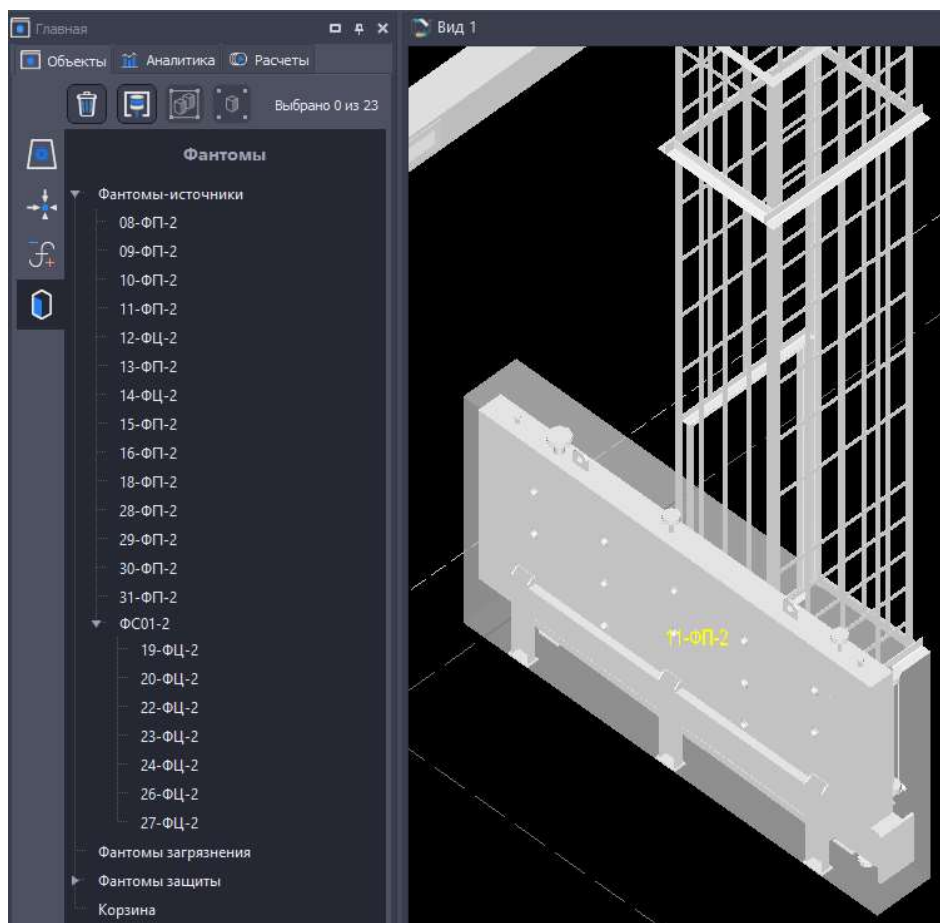 Главная
Вид 1
Объекты Аналитика Расчеты
Выбрано 0 из 23
Фантомы
Фантомы-источники
08-ФП-2
09-ФП-2
10-ФП-2
11-ФП-2
12-ФЦ-2
13-ФП-2
14-ФЦ-2
15-ФП-2
16-ФП-2
18-ФП-2
28-ФП-2
29-ФП-2
30-ФП-2
31-ФП-2
ФС01-2
19-ФЦ-2
20-ФЦ-2
22-ФЦ-2
23-ФЦ-2
24-ФЦ-2
26-ФЦ-2
27-ФЦ-2
Фантомы загрязнения
Фантомы защиты
Корзина
11-ФП-2